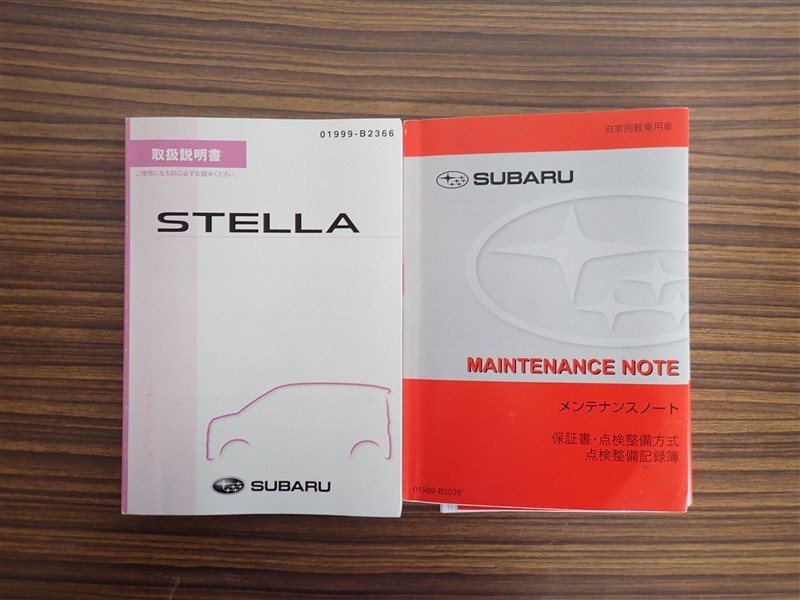 01999-B2366
取扱説明書
ご使用になる前に必ずお読みください。
STELLA
SUBARU
自家用軽乗用車
SUBARU
MAINTENANCE NOTE
メンテナンスノート
保証書・点検整備方式
点検整備記録簿
01989-B2026